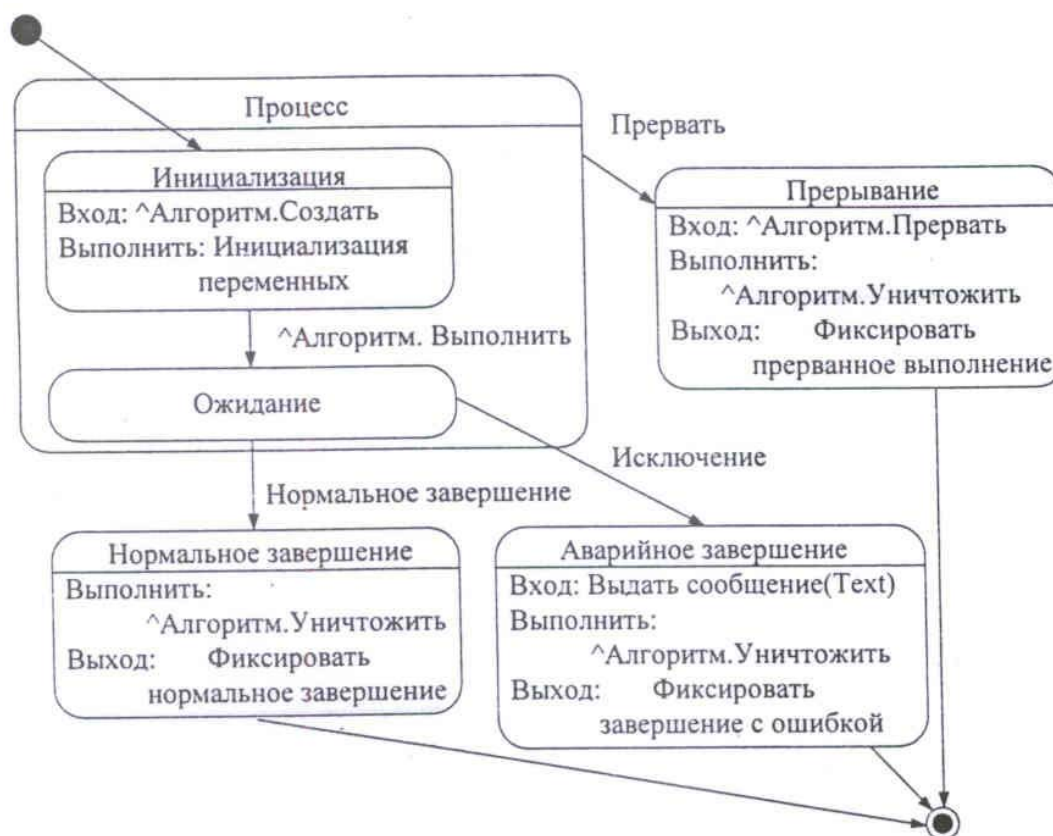 Процесс
Прервать
Инициализация
Вход: ^Алгоритм.Создать
Выполнить: Инициализация
переменных
^Алгоритм. Выполнить
Ожидание
Прерывание
Вход: ^Алгоритм.Прервать
Выполнить:
^Алгоритм.Уничтожить
Выход: Фиксировать
прерванное выполнение
Исключение
Нормальное завершение
Нормальное завершение
Выполнить:
^Алгоритм.Уничтожить
Выход: Фиксировать
нормальное завершение
Аварийное завершение
Вход: Выдать сообщение(Text)
Выполнить:
^Алгоритм.Уничтожить
Выход: Фиксировать
завершение с ошибкой